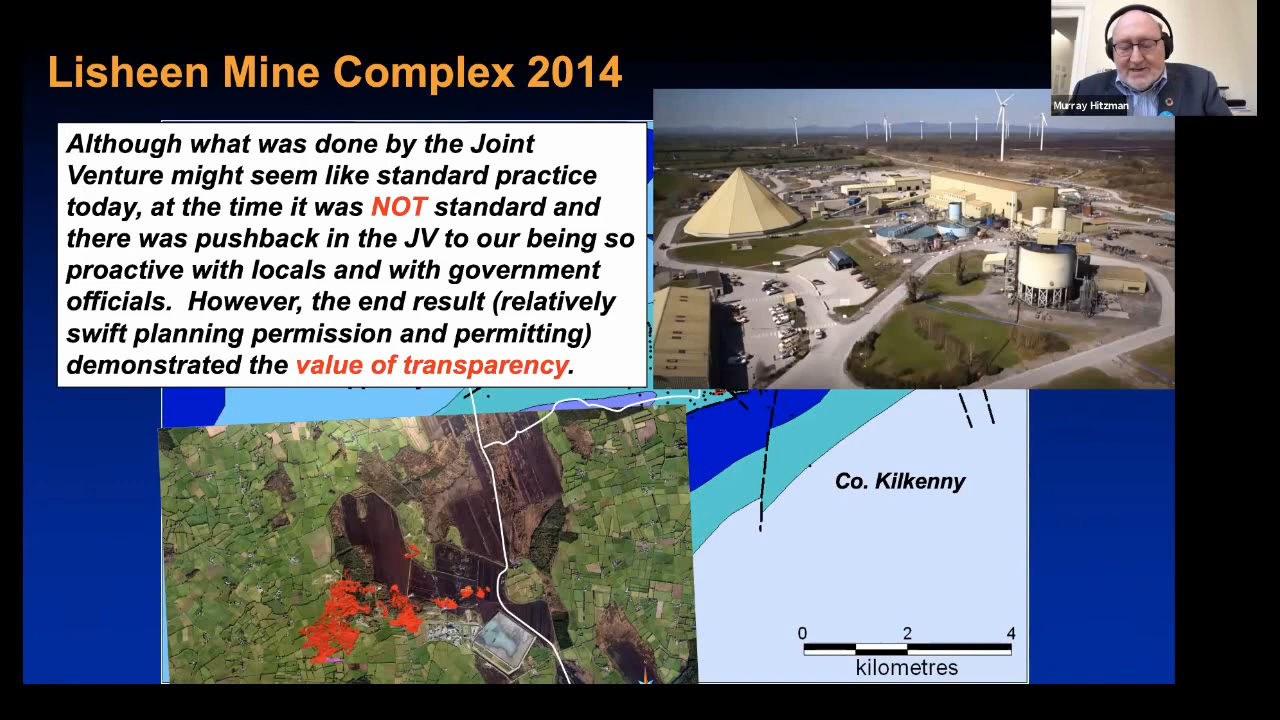 Lisheen Mine Complex 2014
Murray Hitzman
Although what was done by the Joint
Venture might seem like standard practice
today, at the time it was NOT standard and
there was pushback in the JV to our being so
proactive with locals and with government
officials. However, the end result (relatively
swift planning permission and permitting)
demonstrated the value of transparency.
Co. Kilkenny
0 2 4
kilometres